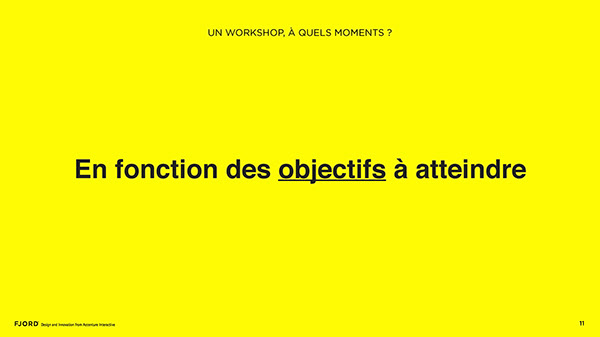 UN WORKSHOP, À QUELS MOMENTS ?
En fonction des objectifs à atteindre
FJORD Design and Innovation from Accenture Interactive
11